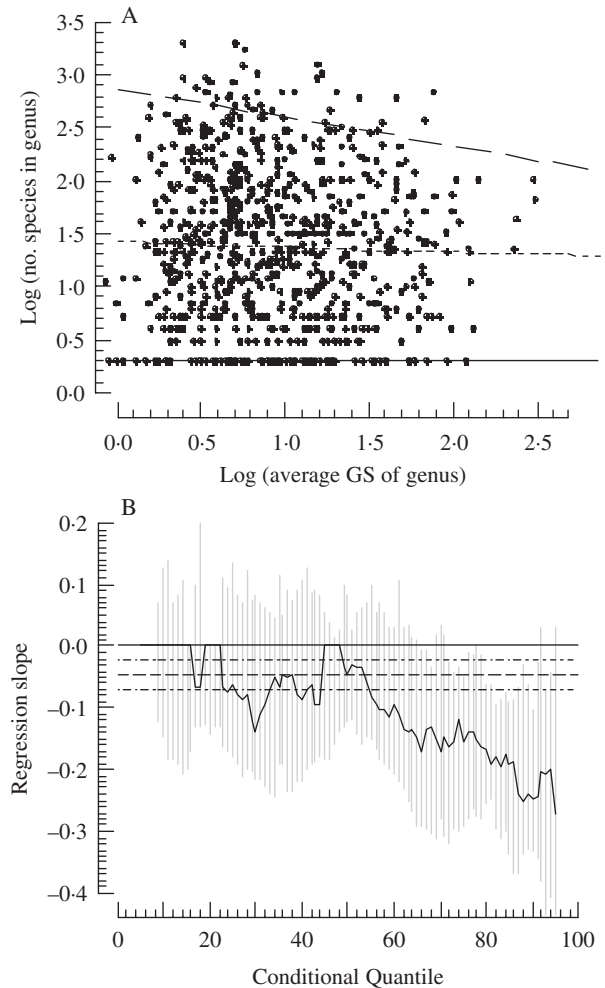 A
3·5
3·0
2·5
2·0
1·5
1·0
0·5
0·0
Log (no. species in genus)
0·0 0·5 1·0 1·5 2·0 2·5
Log (average GS of genus)
B
0·2
0·1
0·0
–0·1
–0·2
–0·3
–0·4
Regression slope
0 20 40 60 80 100
Conditional Quantile